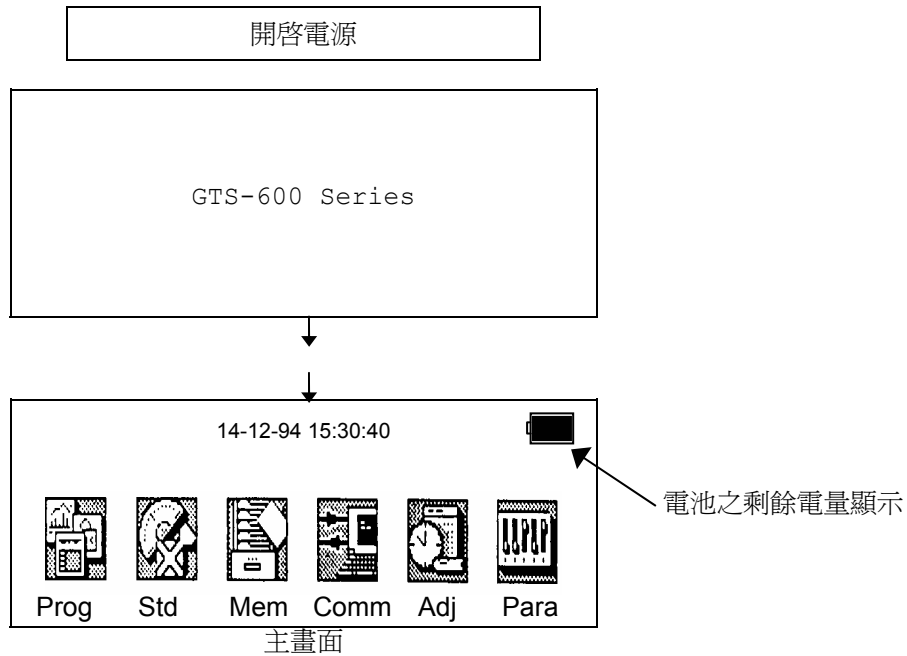 開啓電源
GTS-600 Series
14-12-94 15:30:40
電池之剩餘電量顯示
Prog Std Mem Comm Adj Para
主畫面